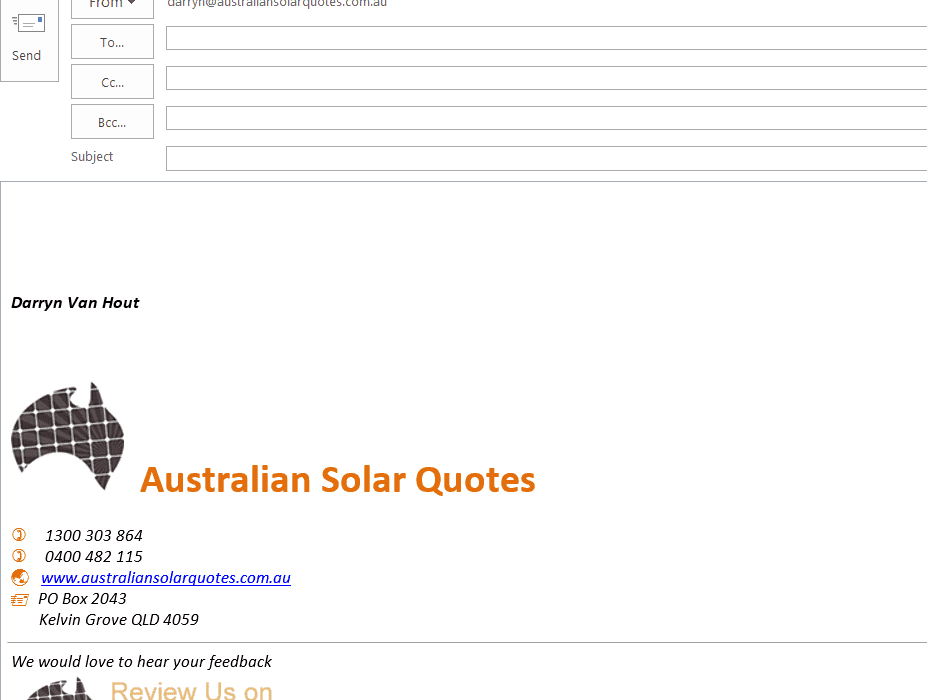 From
darryn@australiansolarquotes.com.au
Send
To...
Cc...
Bcc...
Subject
Darryn Van Hout
Australian Solar Quotes
1300 303 864
0400 482 115
www.australiansolarquotes.com.au
PO Box 2043
Kelvin Grove QLD 4059
We would love to hear your feedback
Review Us on